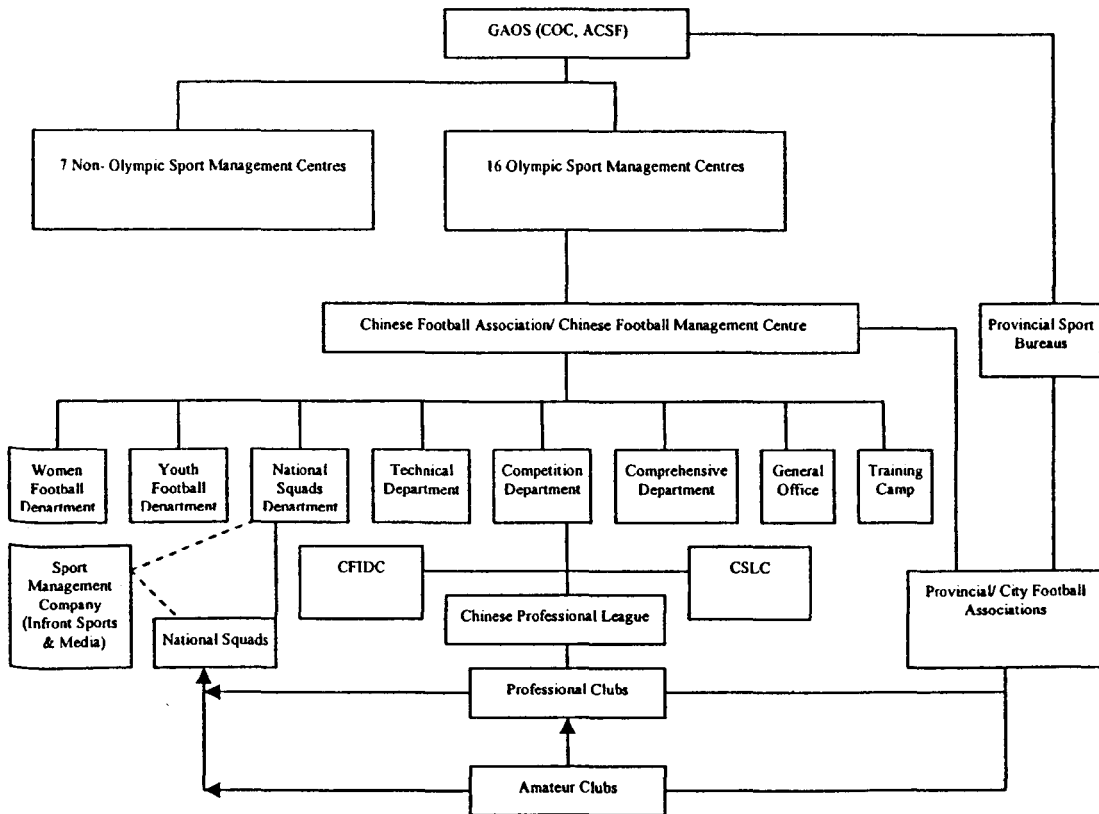 GAOS (COC, ACSF)
7 Non- Olympic Sport Management Centres
16 Olympic Sport Management Centres
Chinese Football Association/ Chinese Football Management Centre
Provincial Sport
Bureaus
Women
Football
Denartment
Youth
Football
Denartment
National
Squads
Denartment
Technical
Department
Competition
Department
Comprehensive
Department
General
Office
Training
Camp
Sport
Management
Company
(Infront Sports
& Media)
CFIDC
CSLC
Provincial/ City Football
Associations
Chinese Professional League
National Squads
Professional Clubs
Amateur Clubs